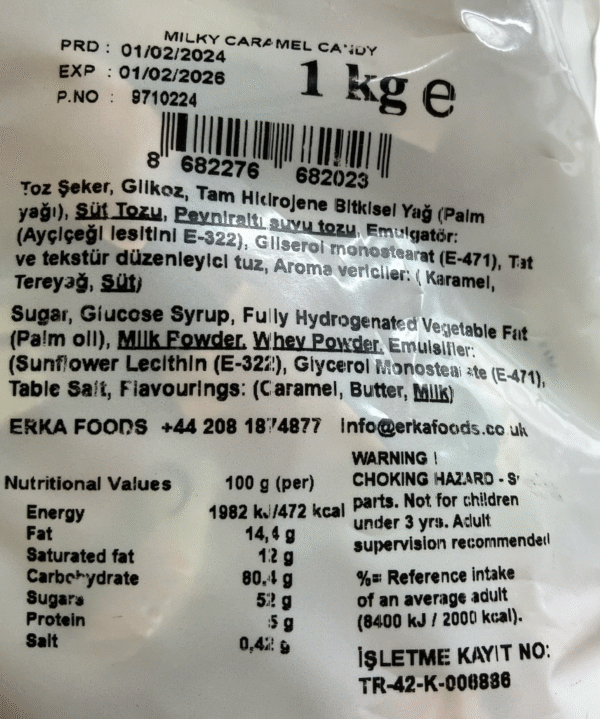 MILKY CARAMEL CANDY
PRD : 01/02/2024
EXP : 01/02/2026
P.NO : 9710224
1 kg e
8 682276 682023
Toz Şeker, Glikoz, Tam Hidirojene Bitkisel Yağ (Palm
yağı), Süt Tozu, Peyniraltı suyu tozu, Emulgatör:
(Ayçiçeği lesitini E-322), Gliserol monostearat (E-471), Tat
ve tekstür düzenleyici tuz, Aroma vericiler: ( Karamel,
Tereyağ, Süt)
Sugar, Glucose Syrup, Fully Hydrogenated Vegetable Fat
(Palm oil), Milk Powder, Whey Powder, Emulsifier:
(Sunflower Lecithin (E-322), Glycerol Monostearate (E-471),
Table Salt, Flavourings: (Caramel, Butter, Milk)
ERKA FOODS +44 208 1874877 info@erkafoods.co uk
WARNING !
CHOKING HAZARD - S
parts. Not for children
under 3 yrs. Adult
supervision recommended
%= Reference intake
of an average adult
(8400 kJ / 2000 kcal).
İŞLETME KAYIT NO:
TR-42-K-006886
Nutritional Values 100 g (per)
Energy 1982 kJ/472 kcal
Fat 14,4 g
Saturated fat 12 g
Carbohydrate 80,4 g
Sugars 52 g
Protein 5 g
Salt 0,42 g